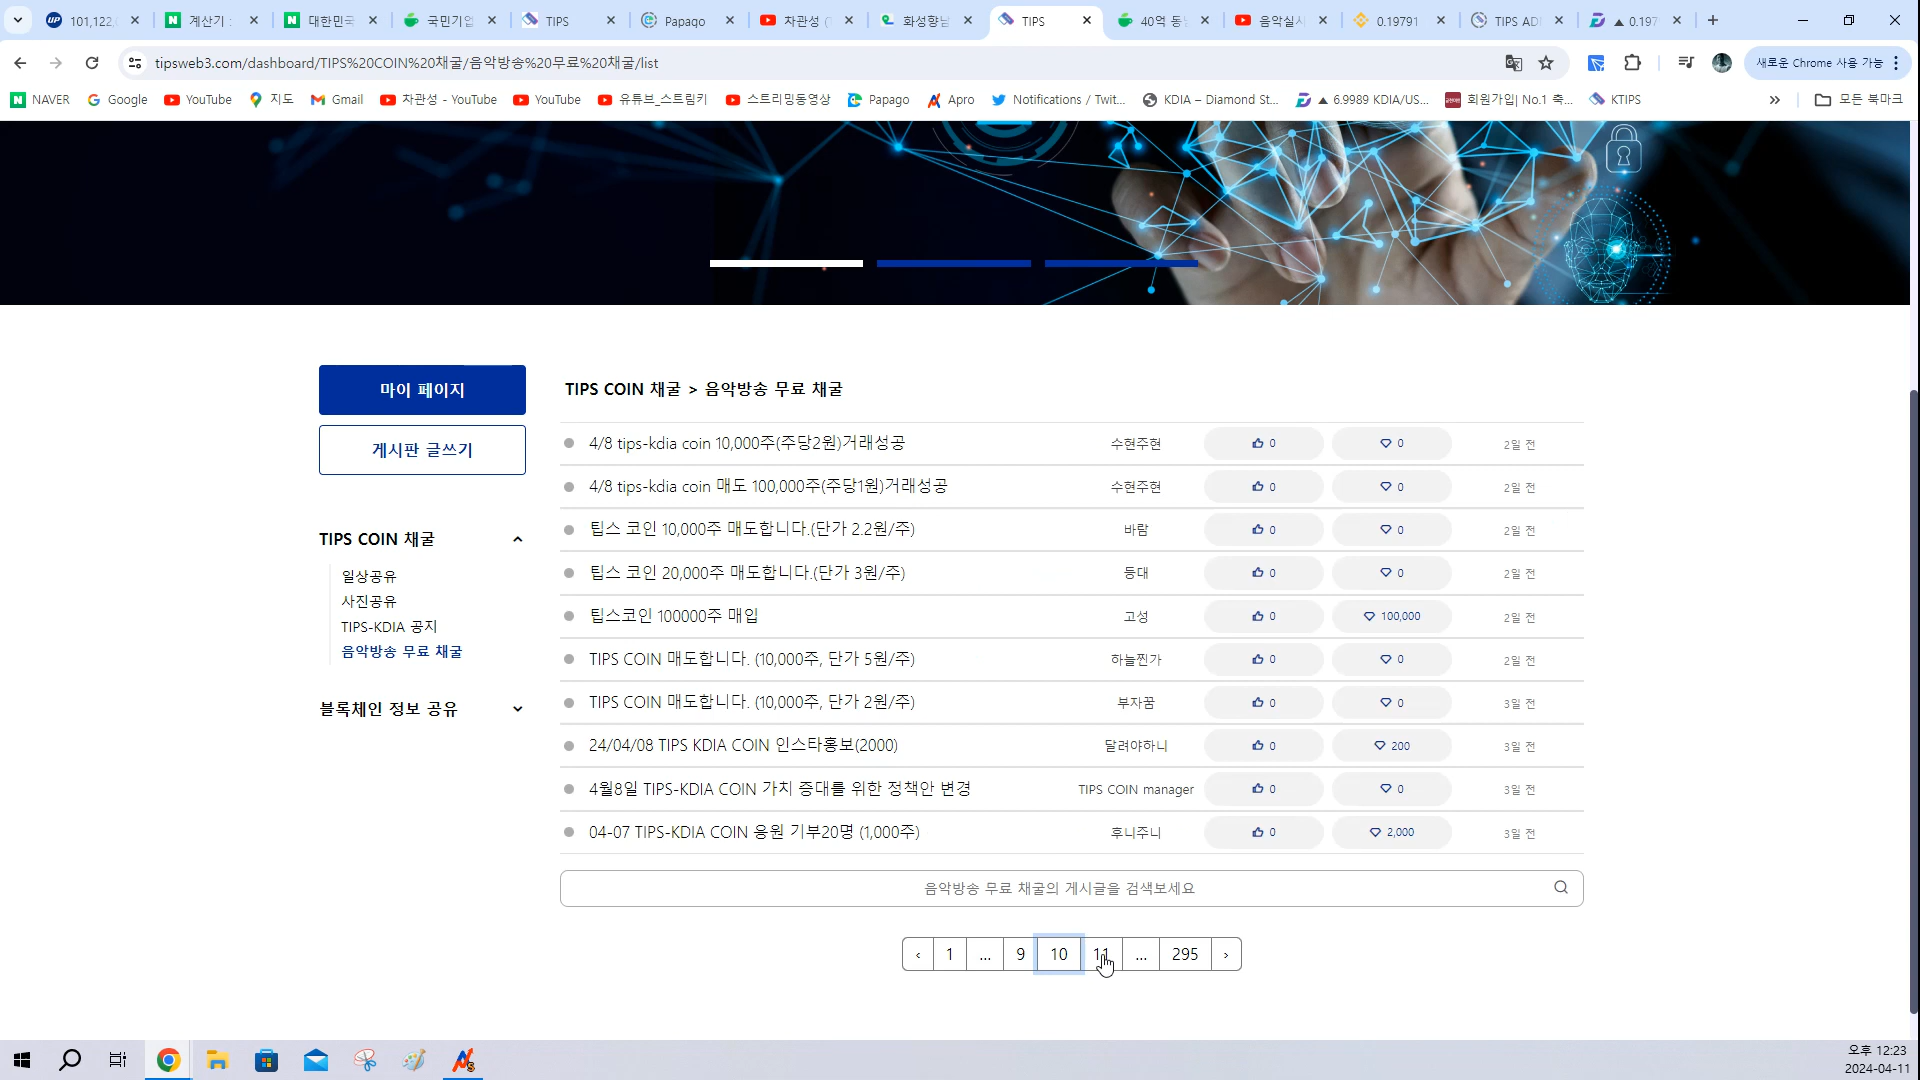 101,122,
계산기 :
대한민국
국민기업
TIPS
Papago
차관성 (
화성향남
TIPS
40억 동
음악실시
0.19791
TIPS AD
▲ 0.197
tipsweb3.com/dashboard/TIPS%20COIN%20채굴/음악방송%20무료%20채굴/list
새로운 Chrome 사용 가능
NAVER
Google
YouTube
지도
Gmail
차관성 - YouTube
YouTube
유튜브_스트림키
스트리밍동영상
Papago
Apro
Notifications / Twit...
KDIA – Diamond St...
▲ 6.9989 KDIA/US...
회원가입| No.1 축...
KTIPS
»
모든 북마크
마이 페이지
게시판 글쓰기
TIPS COIN 채굴
일상공유
사진공유
TIPS-KDIA 공지
음악방송 무료 채굴
블록체인 정보 공유
TIPS COIN 채굴 > 음악방송 무료 채굴
4/8 tips-kdia coin 10,000주(주당2원)거래성공 수현주현 0 0 2일 전
4/8 tips-kdia coin 매도 100,000주(주당1원)거래성공 수현주현 0 0 2일 전
팁스 코인 10,000주 매도합니다.(단가 2.2원/주) 바람 0 0 2일 전
팁스 코인 20,000주 매도합니다.(단가 3원/주) 등대 0 0 2일 전
팁스코인 100000주 매입 고성 0 100,000 2일 전
TIPS COIN 매도합니다. (10,000주, 단가 5원/주) 하늘찐가 0 0 2일 전
TIPS COIN 매도합니다. (10,000주, 단가 2원/주) 부자꿈 0 0 3일 전
24/04/08 TIPS KDIA COIN 인스타홍보(2000) 달려야하니 0 200 3일 전
4월8일 TIPS-KDIA COIN 가치 증대를 위한 정책안 변경 TIPS COIN manager 0 0 3일 전
04-07 TIPS-KDIA COIN 응원 기부20명 (1,000주) 후니주니 0 2,000 3일 전
음악방송 무료 채굴의 게시글을 검색보세요
‹ 1 ... 9 10 11 ... 295 ›
오후 12:23
2024-04-11